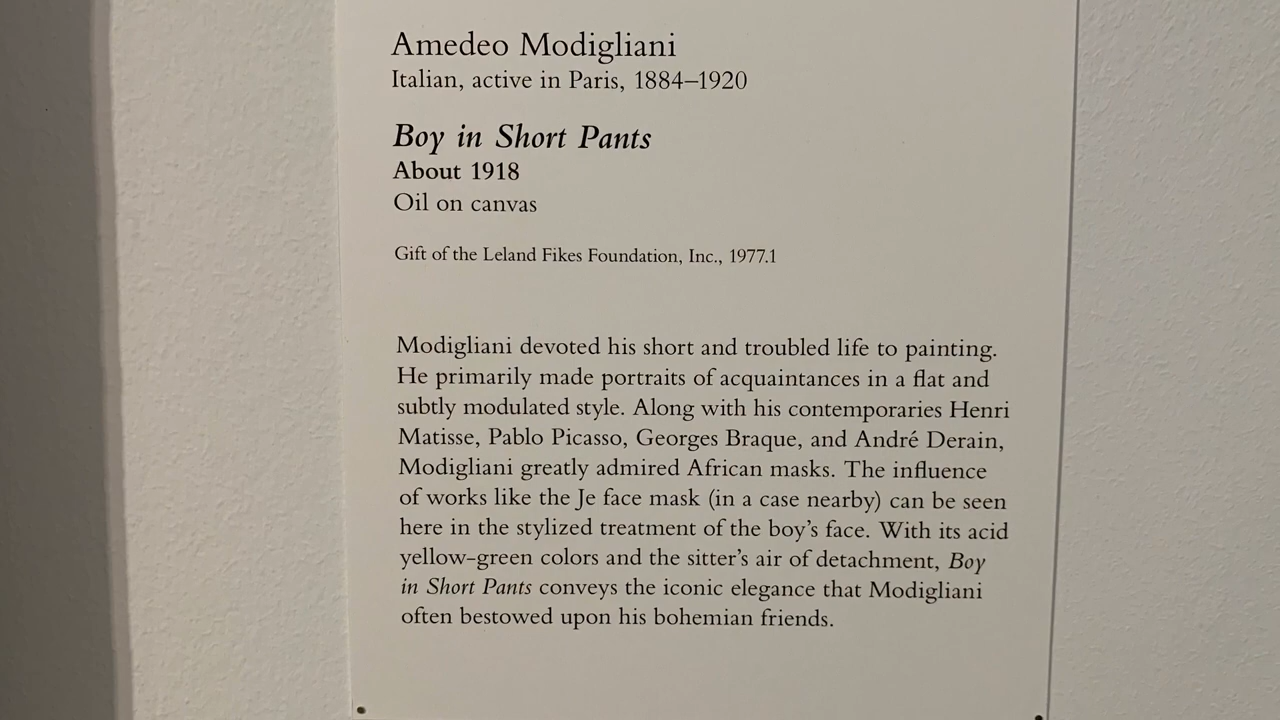 Amedeo Modigliani
Italian, active in Paris, 1884–1920
Boy in Short Pants
About 1918
Oil on canvas
Gift of the Leland Fikes Foundation, Inc., 1977.1
Modigliani devoted his short and troubled life to painting.
He primarily made portraits of acquaintances in a flat and
subtly modulated style. Along with his contemporaries Henri
Matisse, Pablo Picasso, Georges Braque, and André Derain,
Modigliani greatly admired African masks. The influence
of works like the Je face mask (in a case nearby) can be seen
here in the stylized treatment of the boy’s face. With its acid
yellow-green colors and the sitter’s air of detachment, Boy
in Short Pants conveys the iconic elegance that Modigliani
often bestowed upon his bohemian friends.